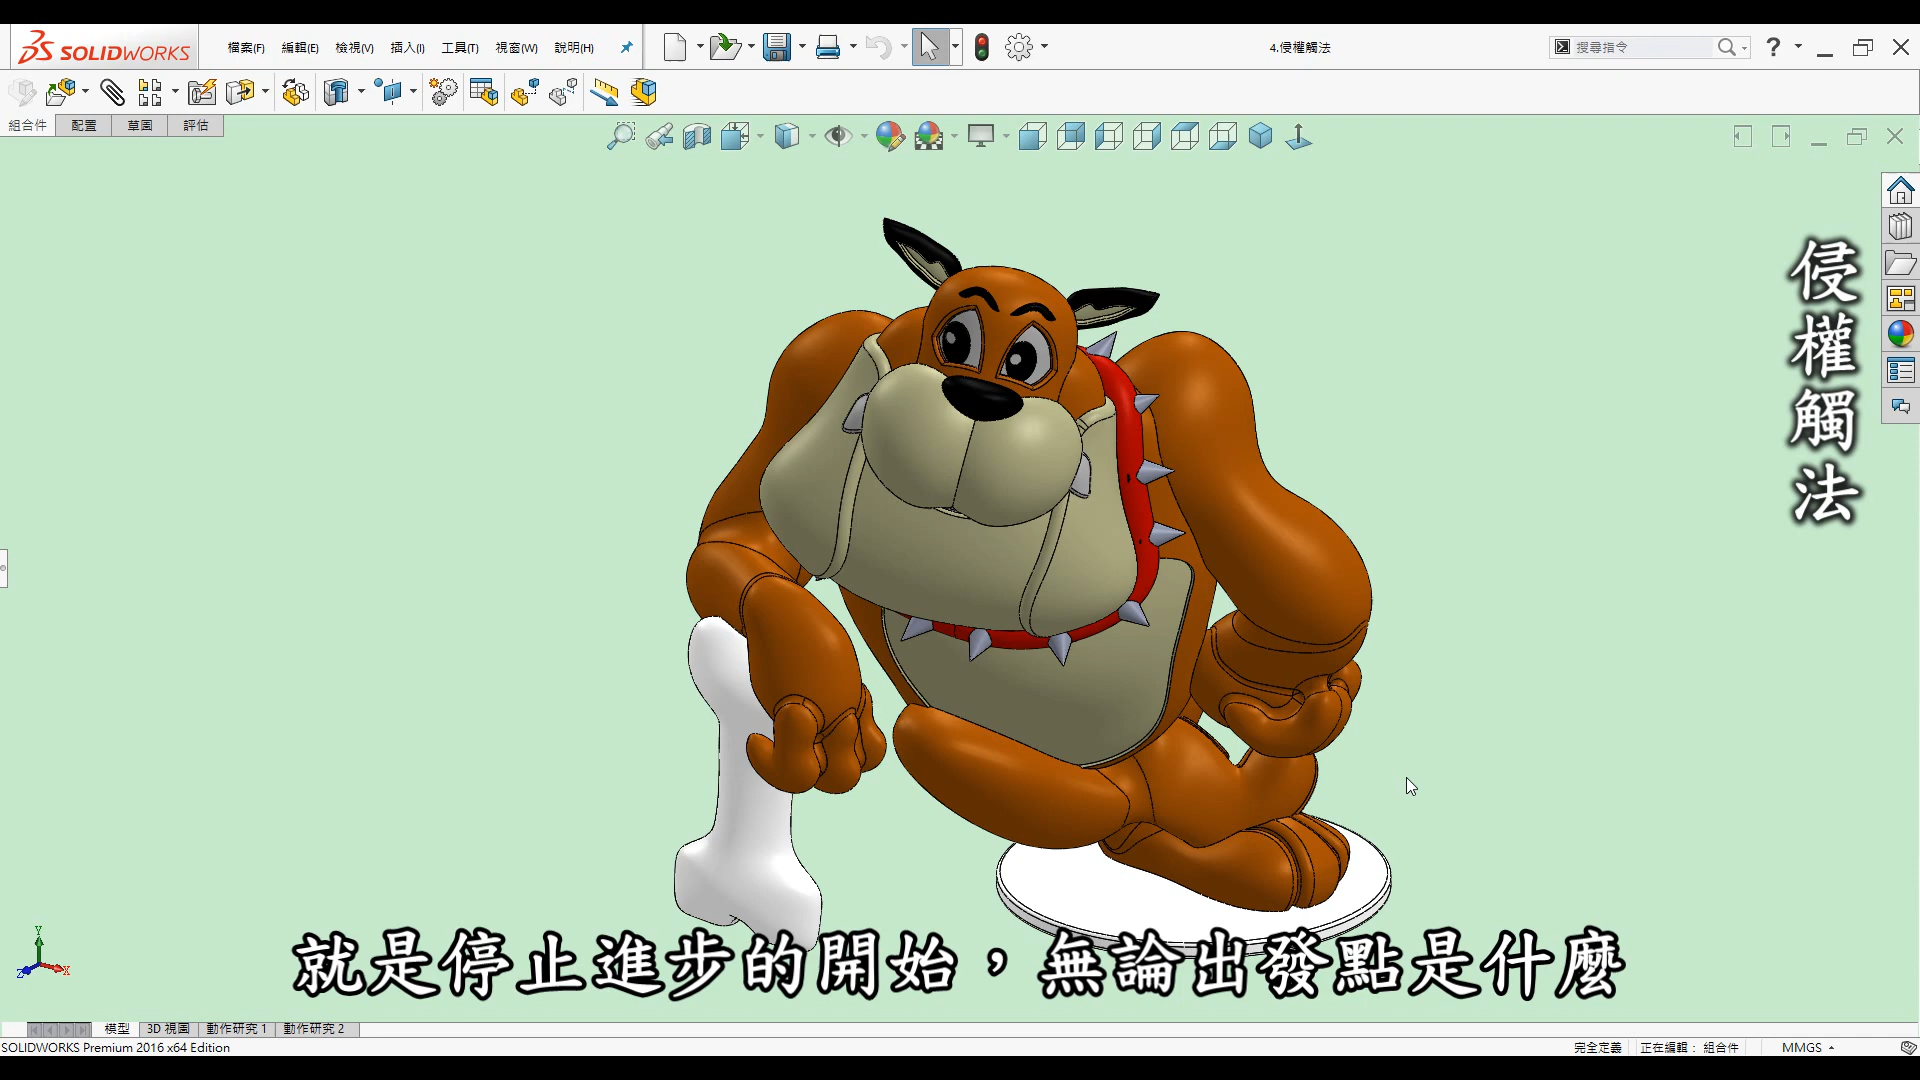 SOLIDWORKS
檔案(F) 編輯(E) 檢視(V) 插入(I) 工具(T) 視窗(W) 說明(H)
4.侵權觸法
搜尋指令
組合件 配置 草圖 評估
侵權觸法
就是停止進步的開始，無論出發點是什麼
Y
Z X
模型 3D 視圖 動作研究 1 動作研究 2
SOLIDWORKS Premium 2016 x64 Edition
完全定義 正在編輯： 組合件 MMGS